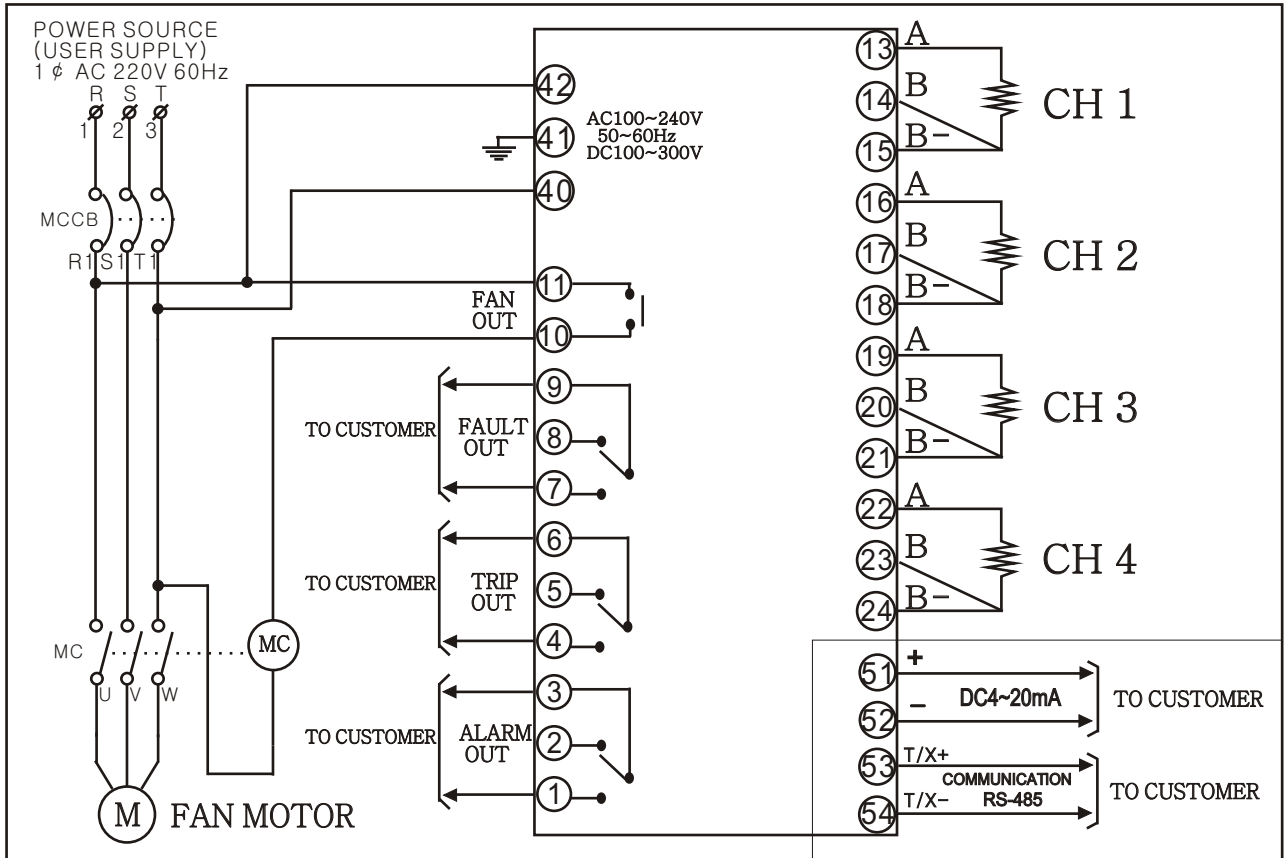 POWER SOURCE
(USER SUPPLY)
1 ¢ AC 220V 60Hz
R S T
1 2 3
MCCB
R1 S1 T1
MC
U V W
M FAN MOTOR
MC
42
41
40
AC100~240V
50~60Hz
DC100~300V
11
FAN
OUT
10
9
TO CUSTOMER FAULT
OUT
8
7
6
TO CUSTOMER TRIP
OUT
5
4
3
TO CUSTOMER ALARM
OUT
2
1
13 A
14 B
15 B-
CH 1
16 A
17 B
18 B-
CH 2
19 A
20 B
21 B-
CH 3
22 A
23 B
24 B-
CH 4
51 +
DC4~20mA TO CUSTOMER
52 -
53 T/X+
COMMUNICATION
RS-485
TO CUSTOMER
54 T/X-